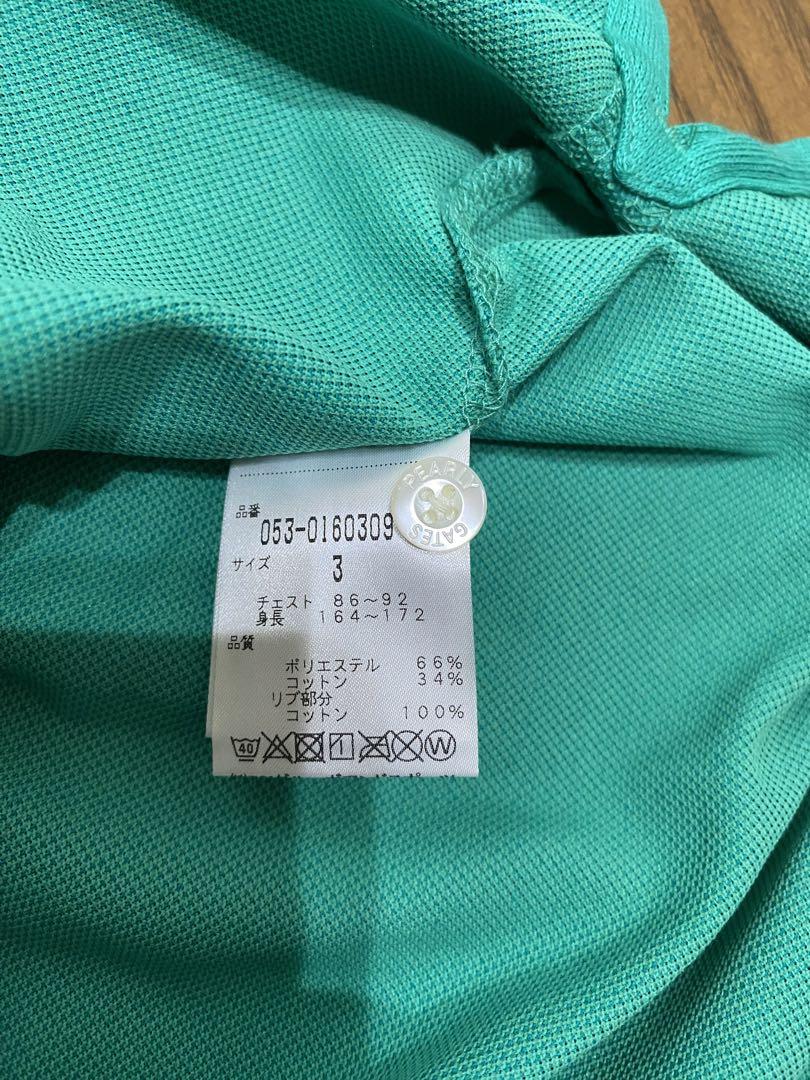 品番
053-0160309
PEARLY GATES
サイズ 3
チェスト 86〜92
身長 164〜172
品質
ポリエステル 66%
コットン 34%
リブ部分
コットン 100%
40 W